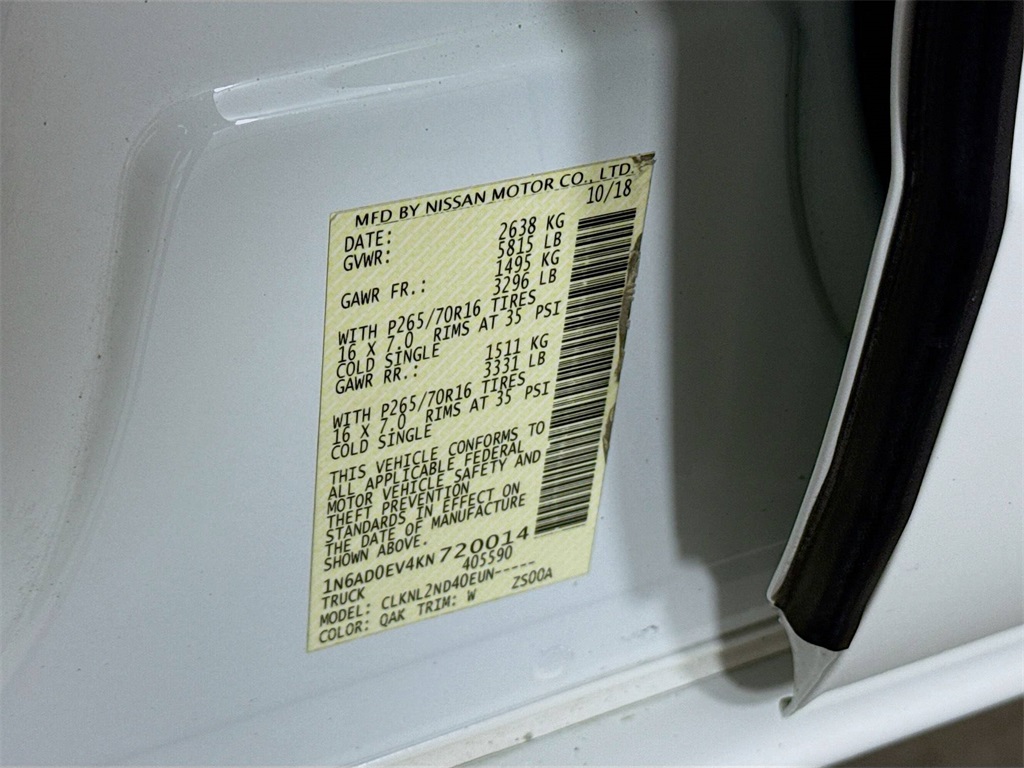 MFD BY NISSAN MOTOR CO., LTD.
DATE: 10/18
GVWR: 2638 KG
5815 LB
GAWR FR.: 1495 KG
3296 LB
WITH P265/70R16 TIRES
16 X 7.0 RIMS AT 35 PSI
COLD SINGLE
GAWR RR.: 1511 KG
3331 LB
WITH P265/70R16 TIRES
16 X 7.0 RIMS AT 35 PSI
COLD SINGLE
THIS VEHICLE CONFORMS TO
ALL APPLICABLE FEDERAL
MOTOR VEHICLE SAFETY AND
THEFT PREVENTION
STANDARDS IN EFFECT ON
THE DATE OF MANUFACTURE
SHOWN ABOVE.
1N6AD0EV4KN720014
TRUCK 405590
MODEL: CLKNL2ND40EUN-----
COLOR: QAK TRIM: W ZS00A